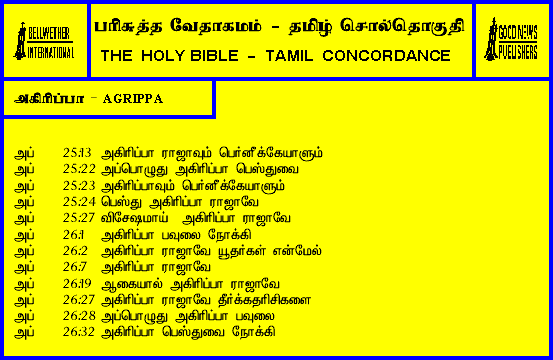 BELLWETHER
INTERNATIONAL
பரிசுத்த வேதாகமம் - தமிழ் சொல்தொகுதி
THE HOLY BIBLE - TAMIL CONCORDANCE
GOOD NEWS
PUBLISHERS
அகிரிப்பா - AGRIPPA
அப் 25:13 அகிரிப்பா ராஜாவும் பெர்னீக்கேயாளும்
அப் 25:22 அப்பொழுது அகிரிப்பா பெஸ்துவை
அப் 25:23 அகிரிப்பாவும் பெர்னீக்கேயாளும்
அப் 25:24 பெஸ்து அகிரிப்பா ராஜாவே
அப் 25:27 விசேஷமாய் அகிரிப்பா ராஜாவே
அப் 26:1 அகிரிப்பா பவுலை நோக்கி
அப் 26:2 அகிரிப்பா ராஜாவே யூதர்கள் என்மேல்
அப் 26:7 அகிரிப்பா ராஜாவே
அப் 26:19 ஆகையால் அகிரிப்பா ராஜாவே
அப் 26:27 அகிரிப்பா ராஜாவே தீர்க்கதரிசிகளை
அப் 26:28 அப்பொழுது அகிரிப்பா பவுலை
அப் 26:32 அகிரிப்பா பெஸ்துவை நோக்கி